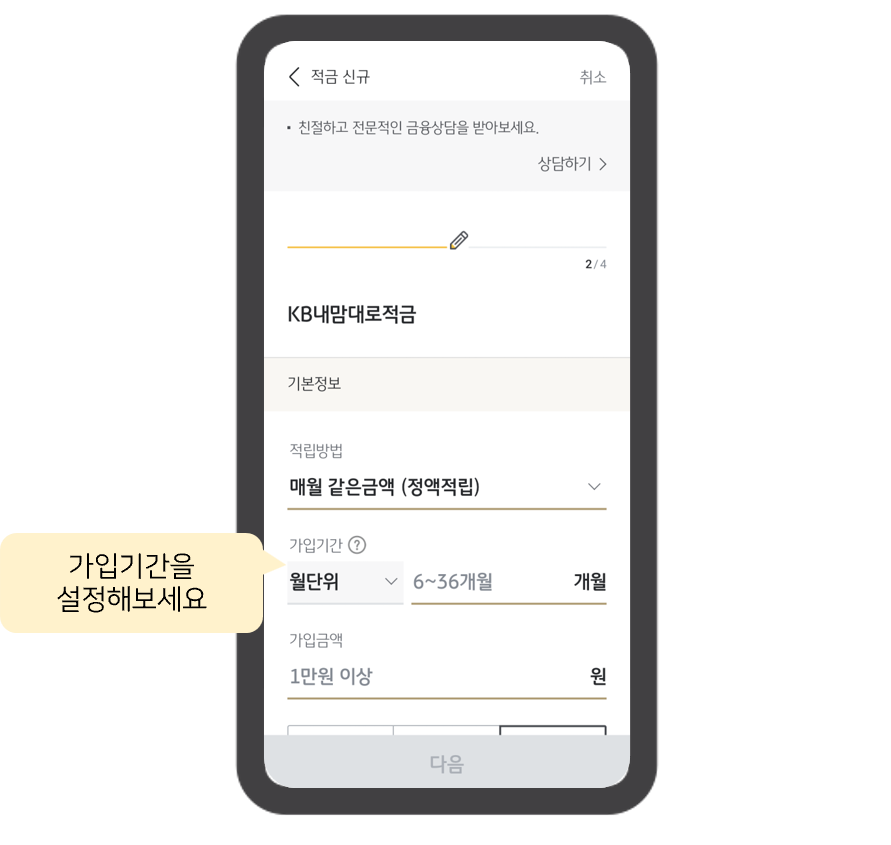 적금 신규
취소
· 친절하고 전문적인 금융상담을 받아보세요.
상담하기 >
2/4
KB내맘대로적금
기본정보
적립방법
매월 같은금액 (정액적립)
가입기간 ?
가입기간을
설정해보세요
월단위 6~36개월 개월
가입금액
1만원 이상 원
다음